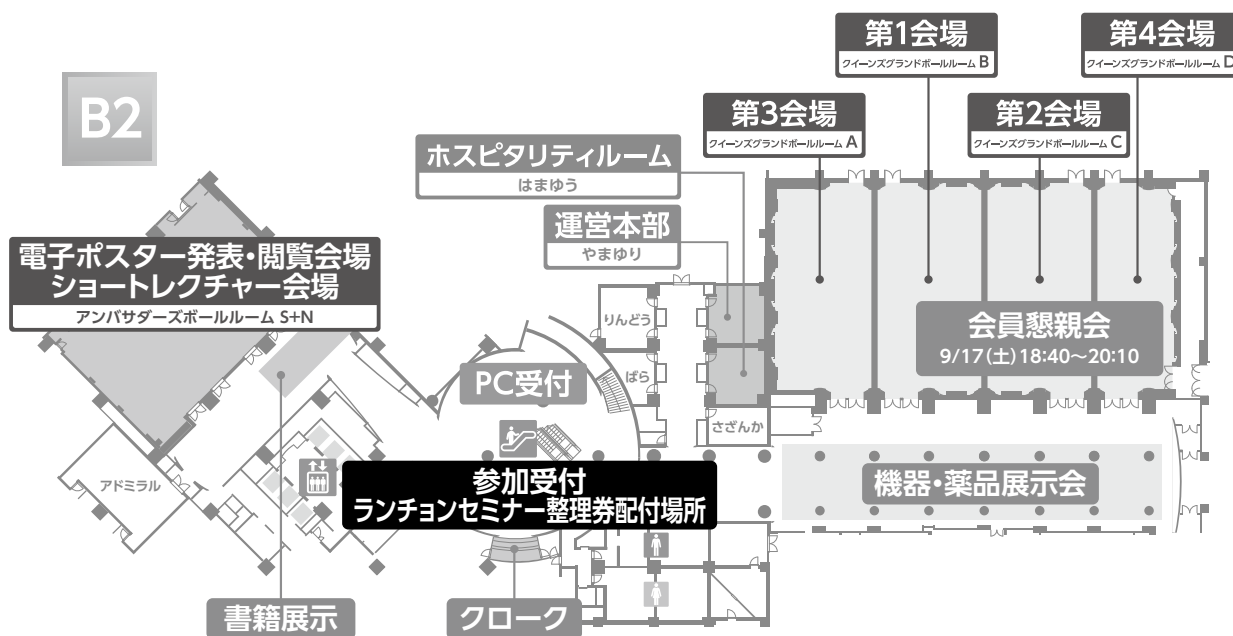 B2
第1会場
クイーンズグランドボールルーム B
第4会場
クイーンズグランドボールルーム D
第3会場
クイーンズグランドボールルーム A
第2会場
クイーンズグランドボールルーム C
ホスピタリティルーム
はまゆう
運営本部
やまゆり
電子ポスター発表・閲覧会場
ショートレクチャー会場
アンバサダーズボールルーム S+N
りんどう
会員懇親会
9/17(土)18:40〜20:10
PC受付
ばら
さざんか
アドミラル
参加受付
ランチョンセミナー整理券配付場所
機器・薬品展示会
書籍展示
クローク